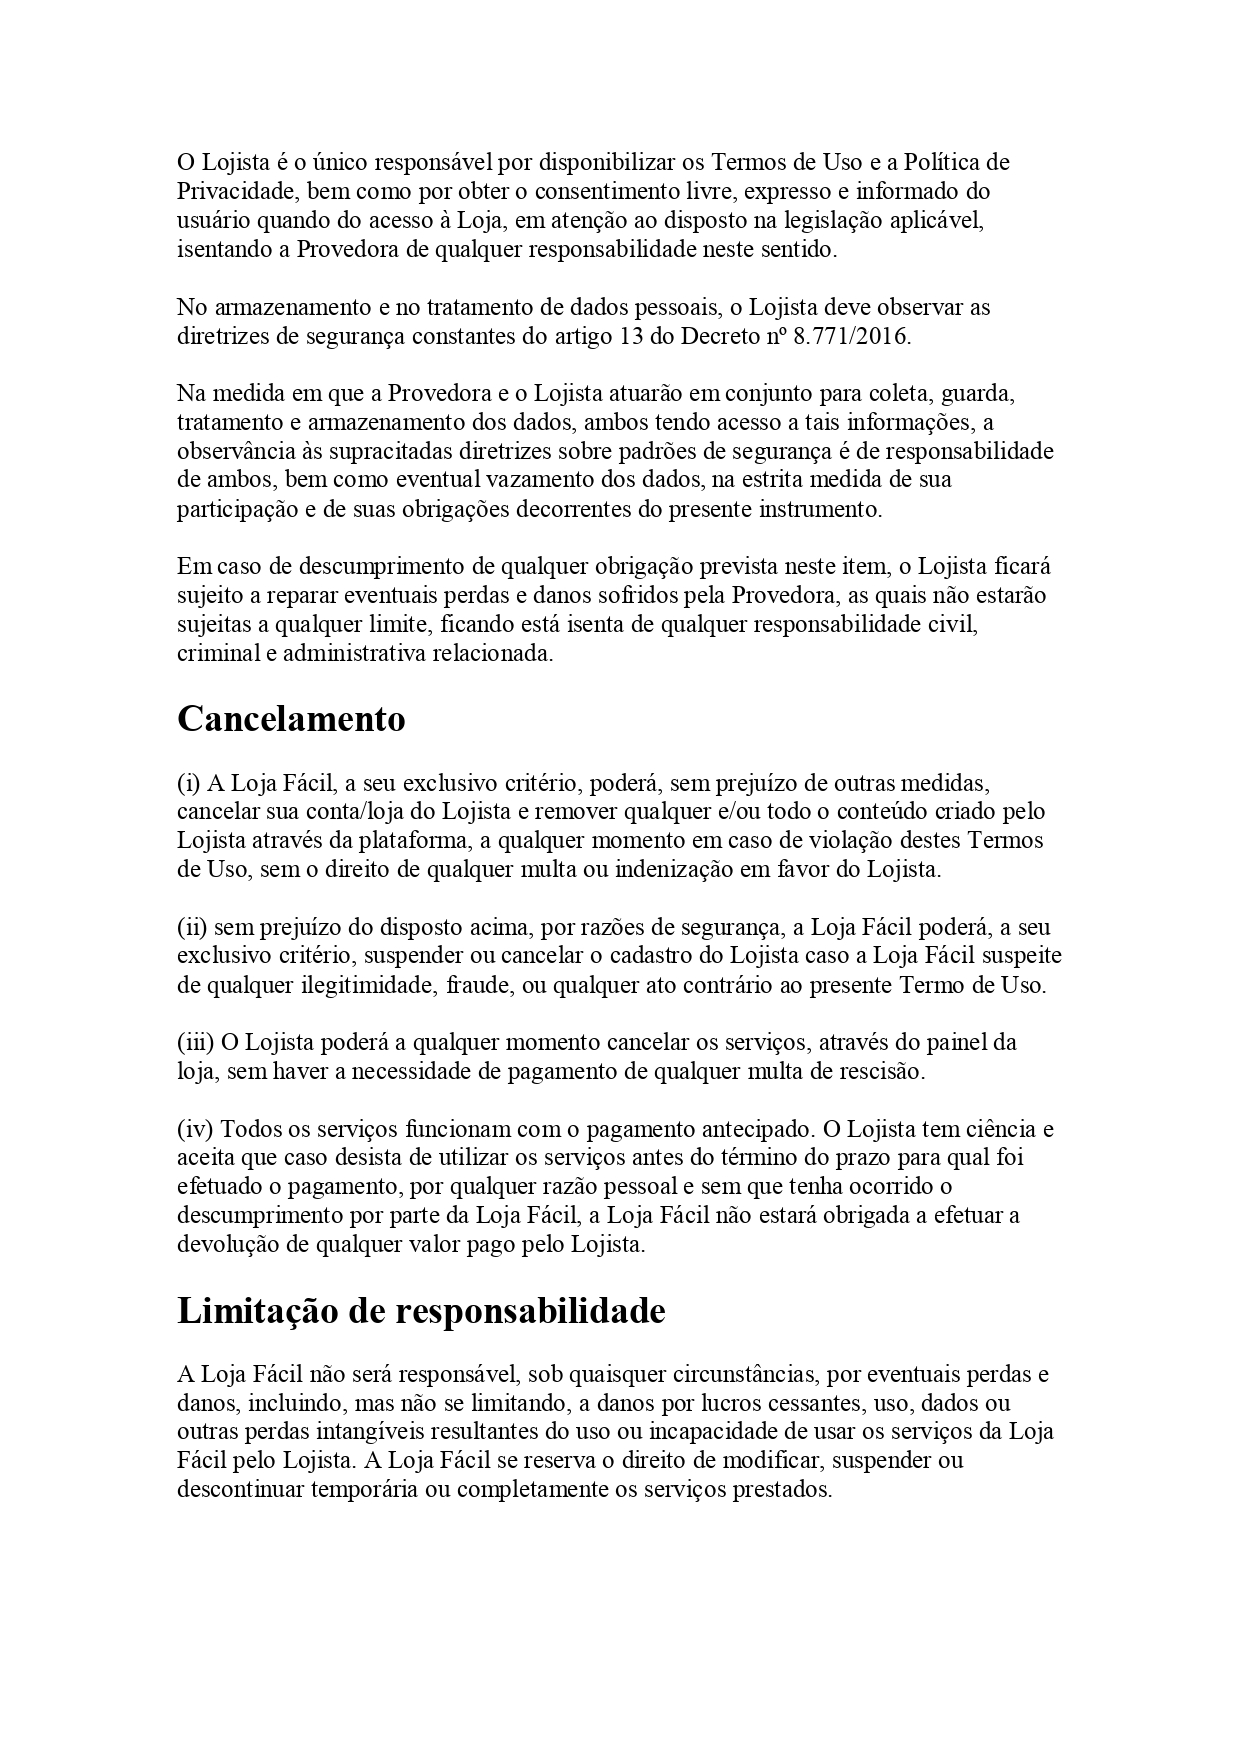 O Lojista é o único responsável por disponibilizar os Termos de Uso e a Política de
Privacidade, bem como por obter o consentimento livre, expresso e informado do
usuário quando do acesso à Loja, em atenção ao disposto na legislação aplicável,
isentando a Provedora de qualquer responsabilidade neste sentido.
No armazenamento e no tratamento de dados pessoais, o Lojista deve observar as
diretrizes de segurança constantes do artigo 13 do Decreto nº 8.771/2016.
Na medida em que a Provedora e o Lojista atuarão em conjunto para coleta, guarda,
tratamento e armazenamento dos dados, ambos tendo acesso a tais informações, a
observância às supracitadas diretrizes sobre padrões de segurança é de responsabilidade
de ambos, bem como eventual vazamento dos dados, na estrita medida de sua
participação e de suas obrigações decorrentes do presente instrumento.
Em caso de descumprimento de qualquer obrigação prevista neste item, o Lojista ficará
sujeito a reparar eventuais perdas e danos sofridos pela Provedora, as quais não estarão
sujeitas a qualquer limite, ficando está isenta de qualquer responsabilidade civil,
criminal e administrativa relacionada.
Cancelamento
(i) A Loja Fácil, a seu exclusivo critério, poderá, sem prejuízo de outras medidas,
cancelar sua conta/loja do Lojista e remover qualquer e/ou todo o conteúdo criado pelo
Lojista através da plataforma, a qualquer momento em caso de violação destes Termos
de Uso, sem o direito de qualquer multa ou indenização em favor do Lojista.
(ii) sem prejuízo do disposto acima, por razões de segurança, a Loja Fácil poderá, a seu
exclusivo critério, suspender ou cancelar o cadastro do Lojista caso a Loja Fácil suspeite
de qualquer ilegitimidade, fraude, ou qualquer ato contrário ao presente Termo de Uso.
(iii) O Lojista poderá a qualquer momento cancelar os serviços, através do painel da
loja, sem haver a necessidade de pagamento de qualquer multa de rescisão.
(iv) Todos os serviços funcionam com o pagamento antecipado. O Lojista tem ciência e
aceita que caso desista de utilizar os serviços antes do término do prazo para qual foi
efetuado o pagamento, por qualquer razão pessoal e sem que tenha ocorrido o
descumprimento por parte da Loja Fácil, a Loja Fácil não estará obrigada a efetuar a
devolução de qualquer valor pago pelo Lojista.
Limitação de responsabilidade
A Loja Fácil não será responsável, sob quaisquer circunstâncias, por eventuais perdas e
danos, incluindo, mas não se limitando, a danos por lucros cessantes, uso, dados ou
outras perdas intangíveis resultantes do uso ou incapacidade de usar os serviços da Loja
Fácil pelo Lojista. A Loja Fácil se reserva o direito de modificar, suspender ou
descontinuar temporária ou completamente os serviços prestados.